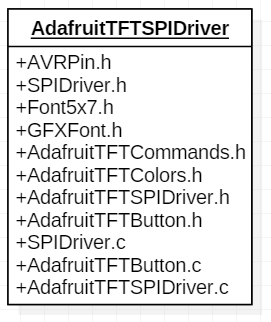 AdafruitTFTSPIDriver
+AVRPin.h
+SPIDriver.h
+Font5x7.h
+GFXFont.h
+AdafruitTFTCommands.h
+AdafruitTFTColors.h
+AdafruitTFTSPIDriver.h
+AdafruitTFTButton.h
+SPIDriver.c
+AdafruitTFTButton.c
+AdafruitTFTSPIDriver.c